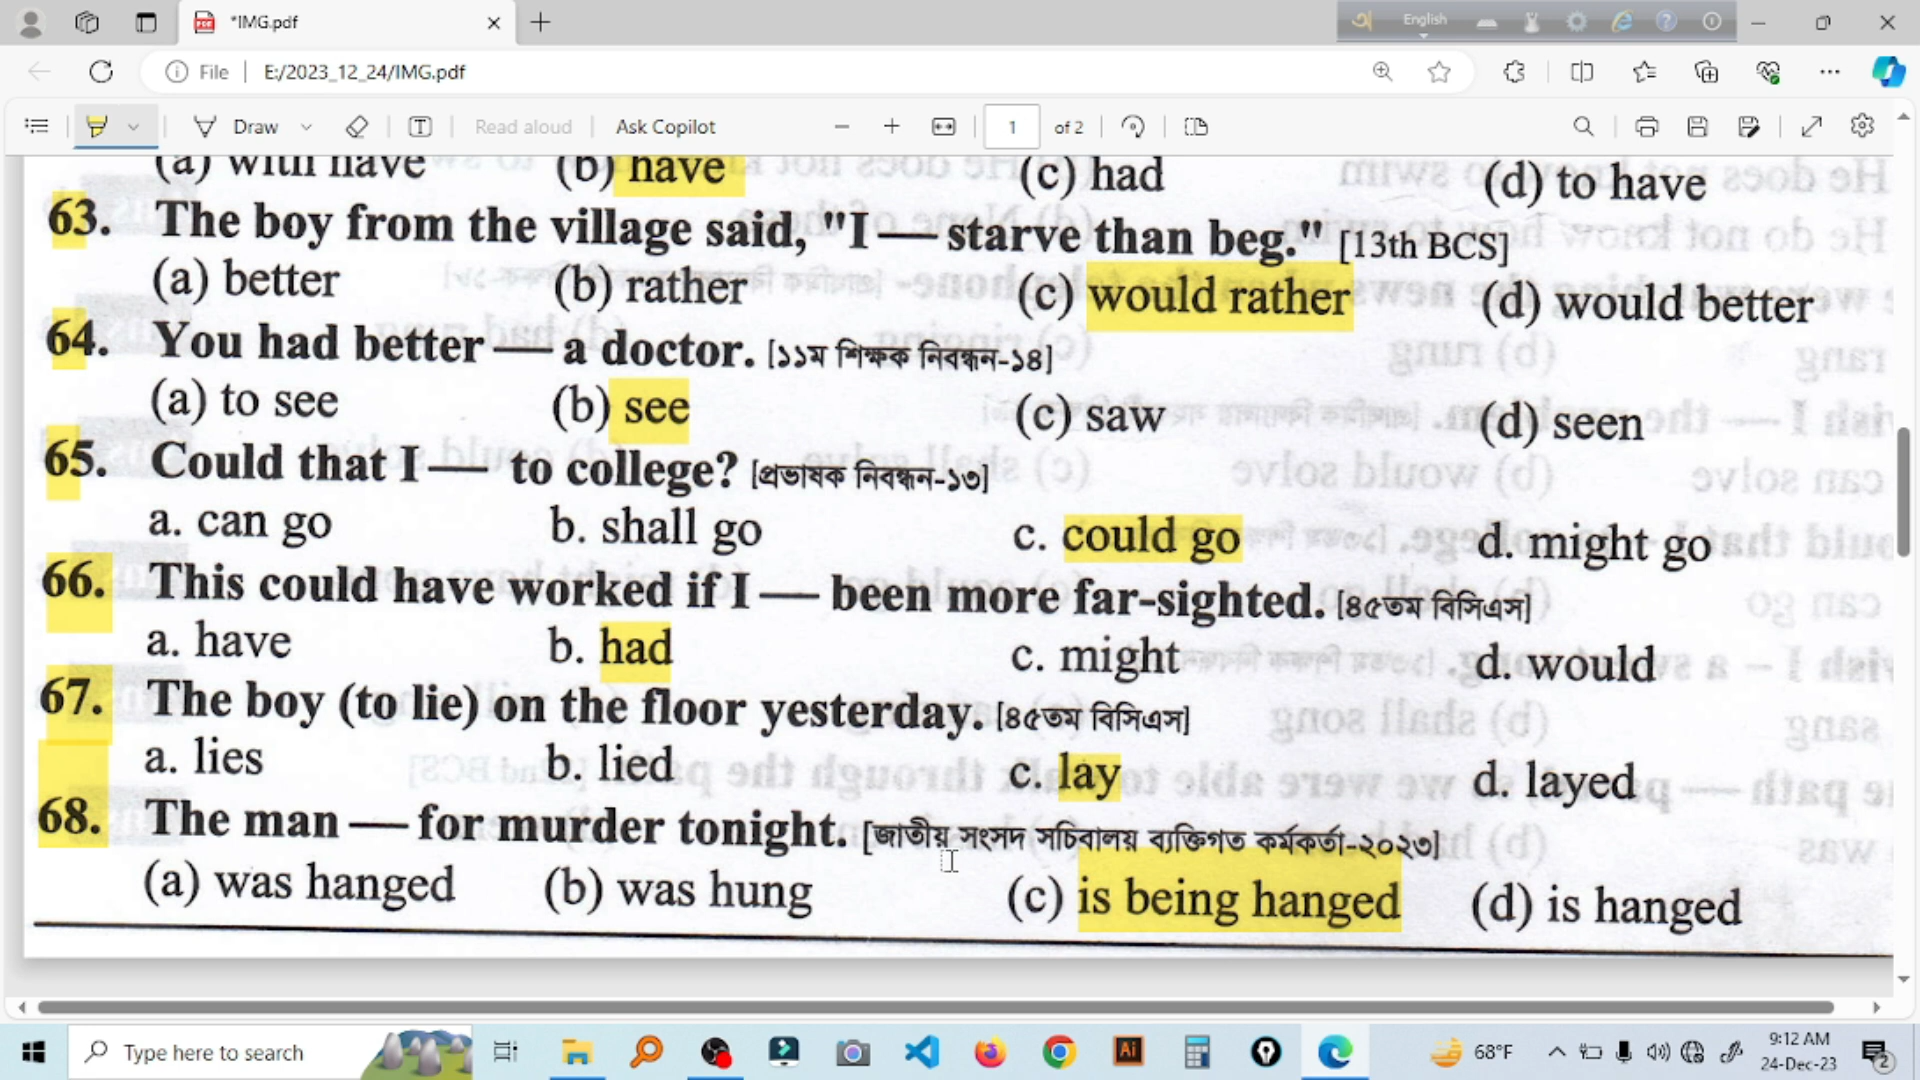 *IMG.pdf
English
File
E:/2023_12_24/IMG.pdf
Draw
Read aloud
Ask Copilot
1
of 2
(a) with have (b) have (c) had (d) to have
63. The boy from the village said, "I — starve than beg." [13th BCS]
(a) better (b) rather (c) would rather (d) would better
64. You had better — a doctor. [১১ম শিক্ষক নিবন্ধন-১৪]
(a) to see (b) see (c) saw (d) seen
65. Could that I — to college? [প্রভাষক নিবন্ধন-১৩]
a. can go b. shall go c. could go d. might go
66. This could have worked if I — been more far-sighted. [৪৫তম বিসিএস]
a. have b. had c. might d. would
67. The boy (to lie) on the floor yesterday. [৪৫তম বিসিএস]
a. lies b. lied c. lay d. layed
68. The man — for murder tonight. [জাতীয় সংসদ সচিবালয় ব্যক্তিগত কর্মকর্তা-২০২৩]
(a) was hanged (b) was hung (c) is being hanged (d) is hanged
Type here to search
Ai
68°F
9:12 AM
24-Dec-23
2